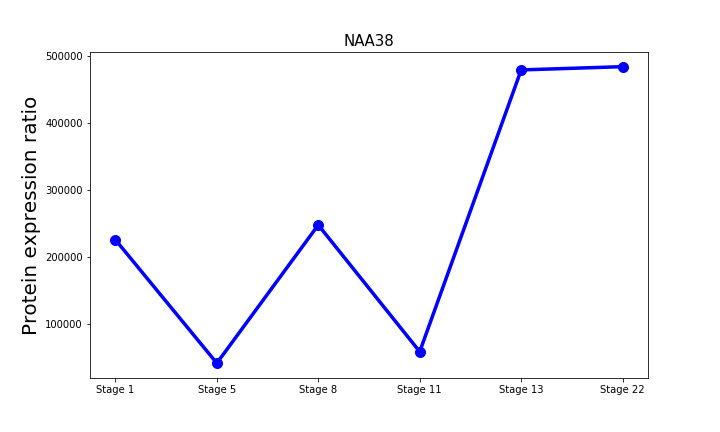 NAA38
Protein expression ratio
500000
400000
300000
200000
100000
Stage 1
Stage 5
Stage 8
Stage 11
Stage 13
Stage 22